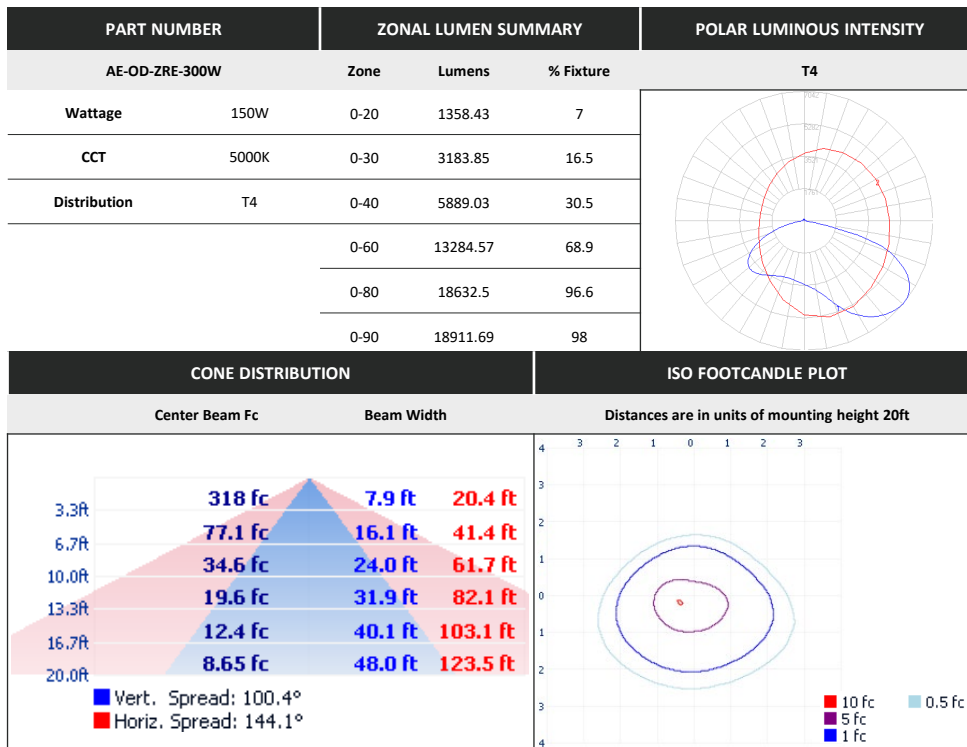 PART NUMBER ZONAL LUMEN SUMMARY POLAR LUMINOUS INTENSITY
AE-OD-ZRE-300W Zone Lumens % Fixture T4
Wattage 150W 0-20 1358.43 7
CCT 5000K 0-30 3183.85 16.5
Distribution T4 0-40 5889.03 30.5
0-60 13284.57 68.9
0-80 18632.5 96.6
0-90 18911.69 98
7042
2
1
CONE DISTRIBUTION ISO FOOTCANDLE PLOT
Center Beam Fc Beam Width Distances are in units of mounting height 20ft
3.3ft 318 fc 7.9 ft 20.4 ft
6.7ft 77.1 fc 16.1 ft 41.4 ft
10.0ft 34.6 fc 24.0 ft 61.7 ft
13.3ft 19.6 fc 31.9 ft 82.1 ft
16.7ft 12.4 fc 40.1 ft 103.1 ft
20.0ft 8.65 fc 48.0 ft 123.5 ft
Vert. Spread: 100.4°
Horiz. Spread: 144.1°
3 2 1 0 1 2 3
4
3
2
1
0
1
2
3
4
10 fc 0.5 fc
5 fc
1 fc